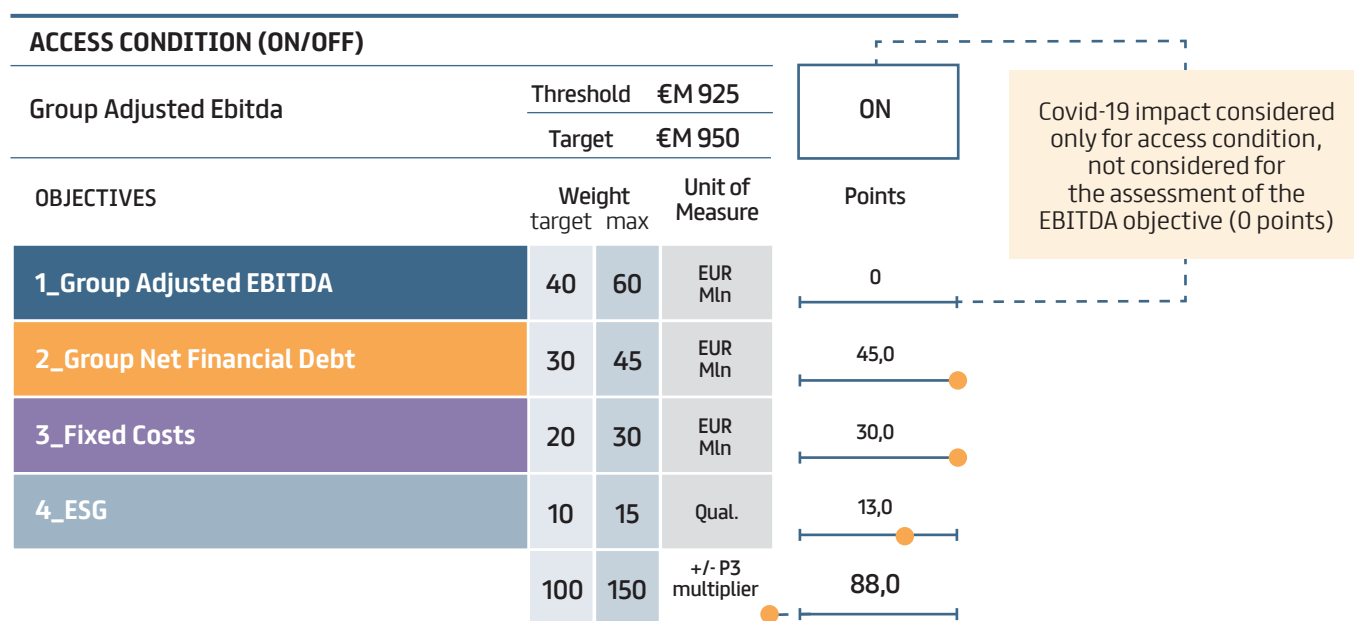 ACCESS CONDITION (ON/OFF)
Group Adjusted Ebitda
Threshold €M 925
Target €M 950
ON
Covid-19 impact considered
only for access condition,
not considered for
the assessment of the
EBITDA objective (0 points)
OBJECTIVES
Weight
target max
Unit of
Measure
Points
1_Group Adjusted EBITDA
40
60
EUR
Mln
0
2_Group Net Financial Debt
30
45
EUR
Mln
45,0
3_Fixed Costs
20
30
EUR
Mln
30,0
4_ESG
10
15
Qual.
13,0
100
150
+/- P3
multiplier
88,0